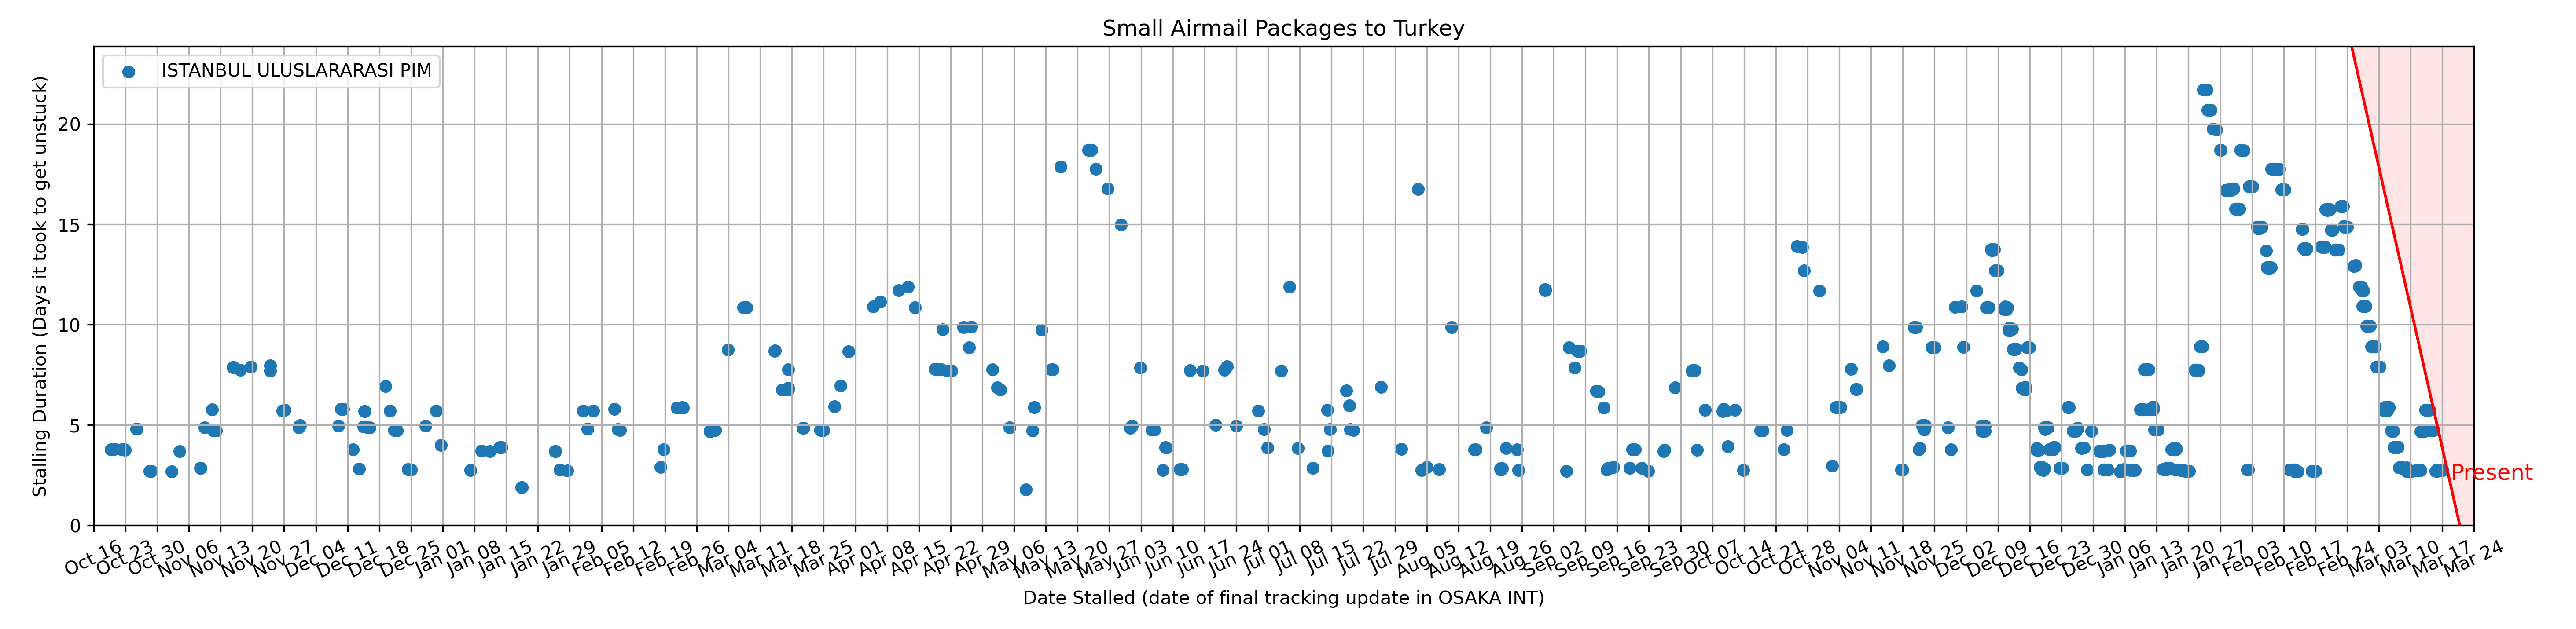 Small Airmail Packages to Turkey
ISTANBUL ULUSLARARASI PIM
Stalling Duration (Days it took to get unstuck)
20
15
10
5
0
Present
Oct 16
Oct 23
Oct 30
Nov 06
Nov 13
Nov 20
Nov 27
Dec 04
Dec 11
Dec 18
Dec 25
Jan 01
Jan 08
Jan 15
Jan 22
Jan 29
Feb 05
Feb 12
Feb 19
Feb 26
Mar 04
Mar 11
Mar 18
Mar 25
Apr 01
Apr 08
Apr 15
Apr 22
Apr 29
May 06
May 13
May 20
May 27
Jun 03
Jun 10
Jun 17
Jun 24
Jul 01
Jul 08
Jul 15
Jul 22
Jul 29
Aug 05
Aug 12
Aug 19
Aug 26
Sep 02
Sep 09
Sep 16
Sep 23
Sep 30
Oct 07
Oct 14
Oct 21
Oct 28
Nov 04
Nov 11
Nov 18
Nov 25
Dec 02
Dec 09
Dec 16
Dec 23
Dec 30
Jan 06
Jan 13
Jan 20
Jan 27
Feb 03
Feb 10
Feb 17
Feb 24
Mar 03
Mar 10
Mar 17
Mar 24
Date Stalled (date of final tracking update in OSAKA INT)